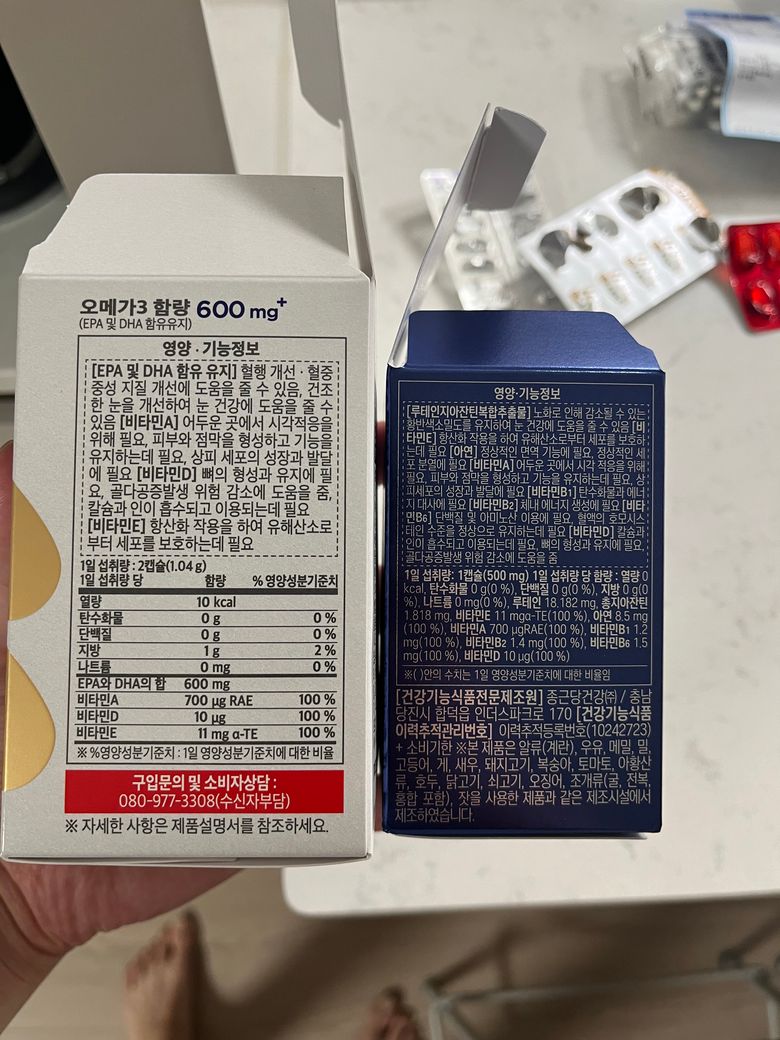 오메가3 함량 600 mg+
(EPA 및 DHA 함유유지)
영양·기능정보
[EPA 및 DHA 함유 유지] 혈행 개선·혈중
중성 지질 개선에 도움을 줄 수 있음, 건조
한 눈을 개선하여 눈 건강에 도움을 줄 수
있음 [비타민A] 어두운 곳에서 시각적응을
위해 필요, 피부와 점막을 형성하고 기능을
유지하는데 필요, 상피 세포의 성장과 발달
에 필요 [비타민D] 뼈의 형성과 유지에 필
요, 골다공증발생 위험 감소에 도움을 줌,
칼슘과 인이 흡수되고 이용되는데 필요
[비타민E] 항산화 작용을 하여 유해산소로
부터 세포를 보호하는데 필요
1일 섭취량 : 2캡슐(1.04 g)
1일 섭취량 당 함량 % 영양성분기준치
열량 10 kcal
탄수화물 0 g 0 %
단백질 0 g 0 %
지방 1 g 2 %
나트륨 0 mg 0 %
EPA와 DHA의 합 600 mg
비타민A 700 μg RAE 100 %
비타민D 10 μg 100 %
비타민E 11 mg α-TE 100 %
※ %영양성분기준치 : 1일 영양성분기준치에 대한 비율
구입문의 및 소비자상담 :
080-977-3308(수신자부담)
※ 자세한 사항은 제품설명서를 참조하세요.
영양·기능정보
[루테인지아잔틴복합추출물] 노화로 인해 감소될 수 있는
황반색소밀도를 유지하여 눈 건강에 도움을 줄 수 있음 [비
타민E] 항산화 작용을 하여 유해산소로부터 세포를 보호하
는데 필요 [아연] 정상적인 면역 기능에 필요, 정상적인 세
포 분열에 필요 [비타민A] 어두운 곳에서 시각 적응을 위해
필요, 피부와 점막을 형성하고 기능을 유지하는데 필요, 상
피세포의 성장과 발달에 필요 [비타민B1] 탄수화물과 에너
지 대사에 필요 [비타민B2] 체내 에너지 생성에 필요 [비타
민B6] 단백질 및 아미노산 이용에 필요, 혈액의 호모시스
테인 수준을 정상으로 유지하는데 필요 [비타민D] 칼슘과
인이 흡수되고 이용되는데 필요, 뼈의 형성과 유지에 필요,
골다공증발생 위험 감소에 도움을 줌
1일 섭취량: 1캡슐(500 mg) 1일 섭취량 당 함량 : 열량 0
kcal, 탄수화물 0 g(0 %), 단백질 0 g(0 %), 지방 0 g(0
%), 나트륨 0 mg(0 %), 루테인 18.182 mg, 총지아잔틴
1.818 mg, 비타민E 11 mgα-TE(100 %), 아연 8.5 mg
(100 %), 비타민A 700 μgRAE(100 %), 비타민B1 1.2
mg(100 %), 비타민B2 1.4 mg(100 %), 비타민B6 1.5
mg(100 %), 비타민D 10 μg(100 %)
※( )안의 수치는 1일 영양성분기준치에 대한 비율임
[건강기능식품전문제조원] 종근당건강㈜ / 충남
당진시 합덕읍 인더스파크로 170 [건강기능식품
이력추적관리번호] 이력추적등록번호(10242723)
+ 소비기한 ※본 제품은 알류(계란), 우유, 메밀, 밀,
고등어, 게, 새우, 돼지고기, 복숭아, 토마토, 아황산
류, 호두, 닭고기, 쇠고기, 오징어, 조개류(굴, 전복,
홍합 포함), 잣을 사용한 제품과 같은 제조시설에서
제조하였습니다.